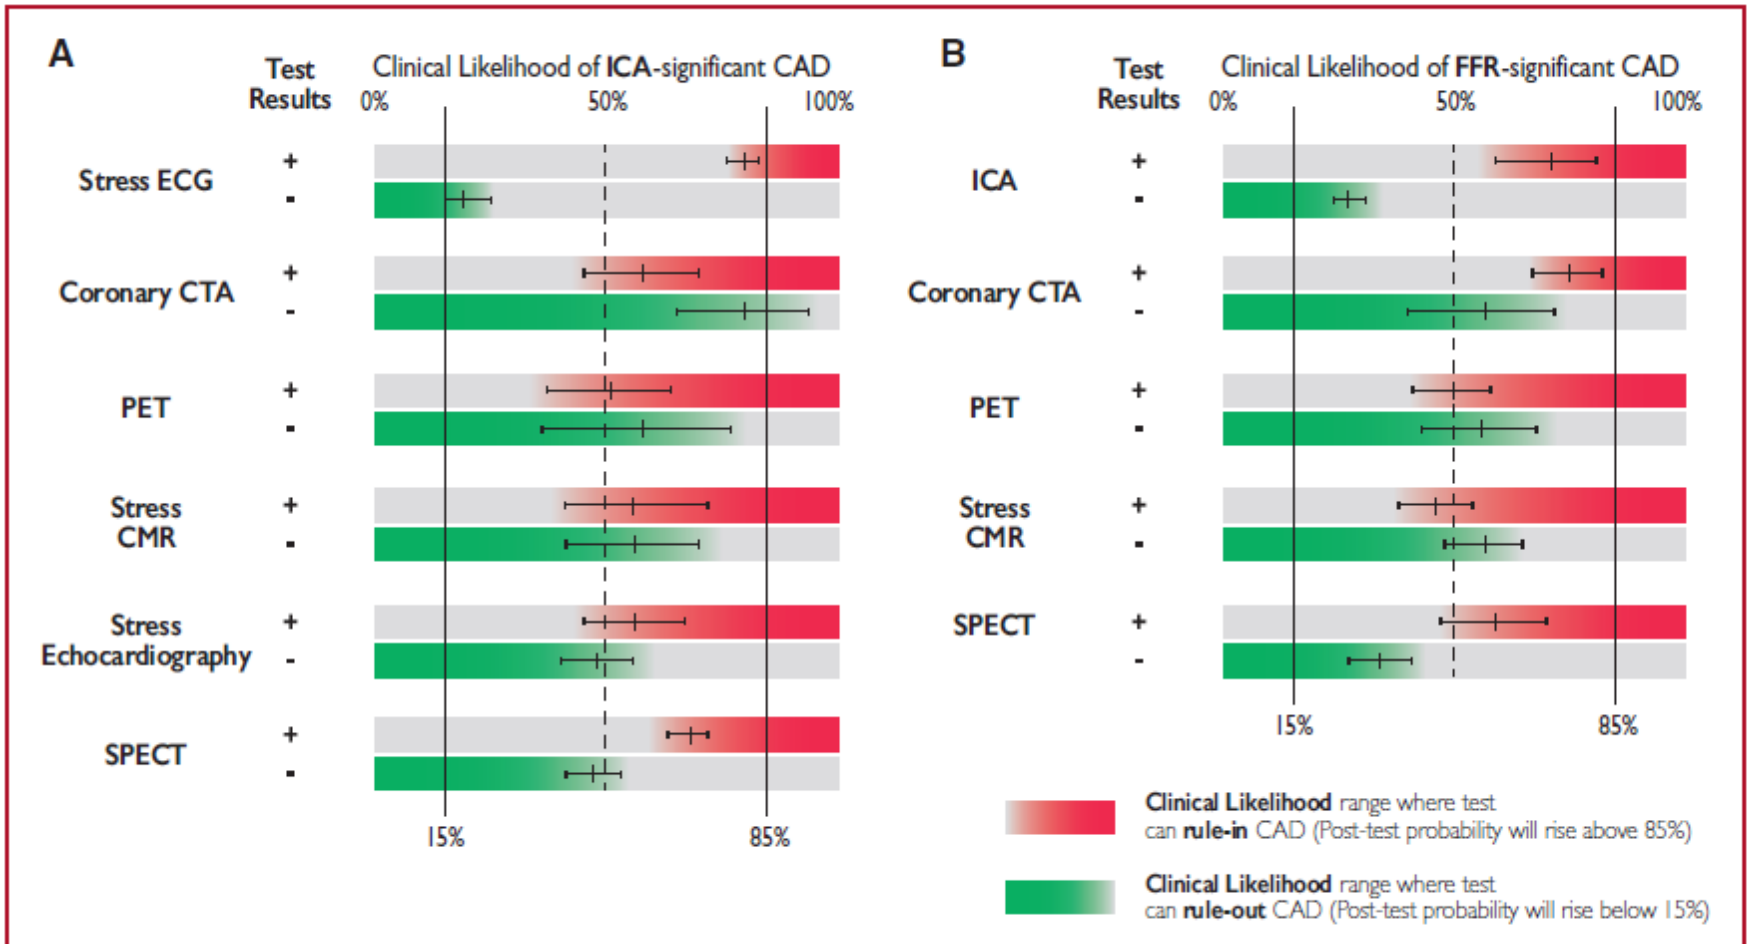 A
Test
Results
Clinical Likelihood of ICA-significant CAD
0% 50% 100%
Stress ECG
+
-
Coronary CTA
+
-
PET
+
-
Stress
CMR
+
-
Stress
Echocardiography
+
-
SPECT
+
-
15% 85%
B
Test
Results
Clinical Likelihood of FFR-significant CAD
0% 50% 100%
ICA
+
-
Coronary CTA
+
-
PET
+
-
Stress
CMR
+
-
SPECT
+
-
15% 85%
Clinical Likelihood range where test
can rule-in CAD (Post-test probability will rise above 85%)
Clinical Likelihood range where test
can rule-out CAD (Post-test probability will rise below 15%)